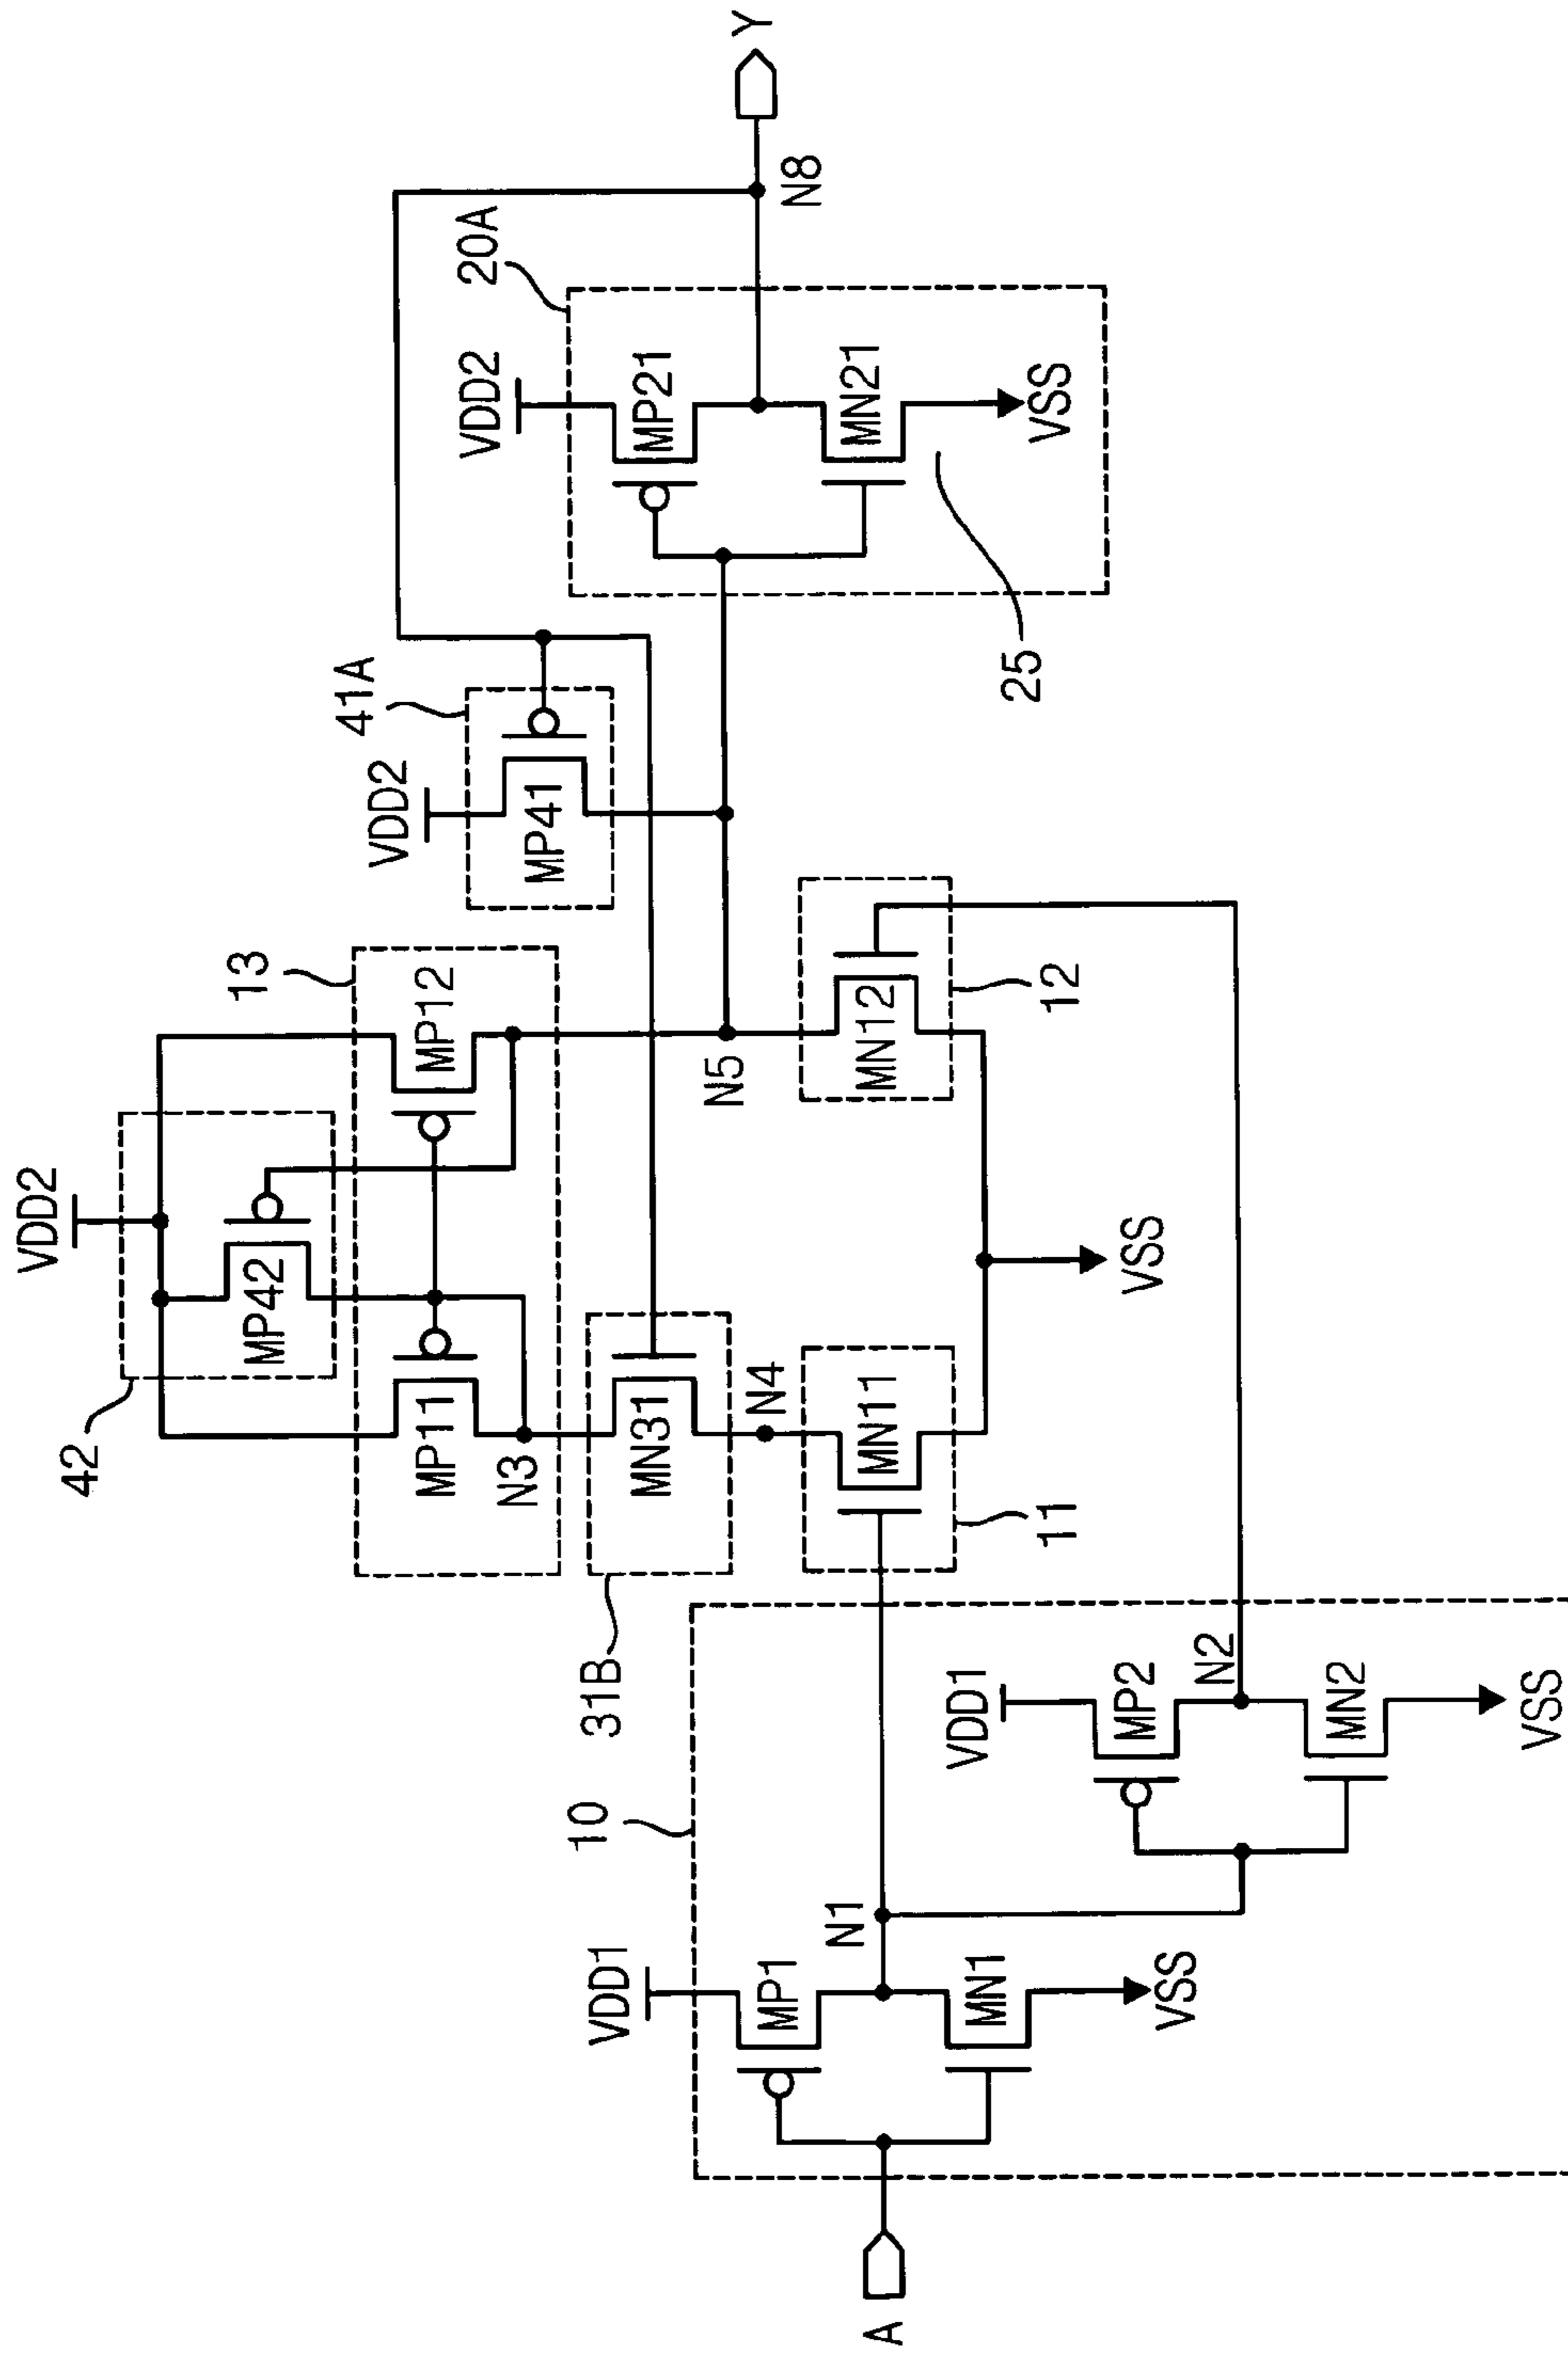 VDD2
42
MP42
13
MP11
MP12
N3
31B
MN31
N4
N5
11
MN11
12
MN12
VSS
41A
VDD2
MP41
20A
VDD2
MP21
MN21
VSS
25
N8
Y
10
VDD1
MP1
N1
MN1
VSS
VDD1
MP2
N2
MN2
VSS
A